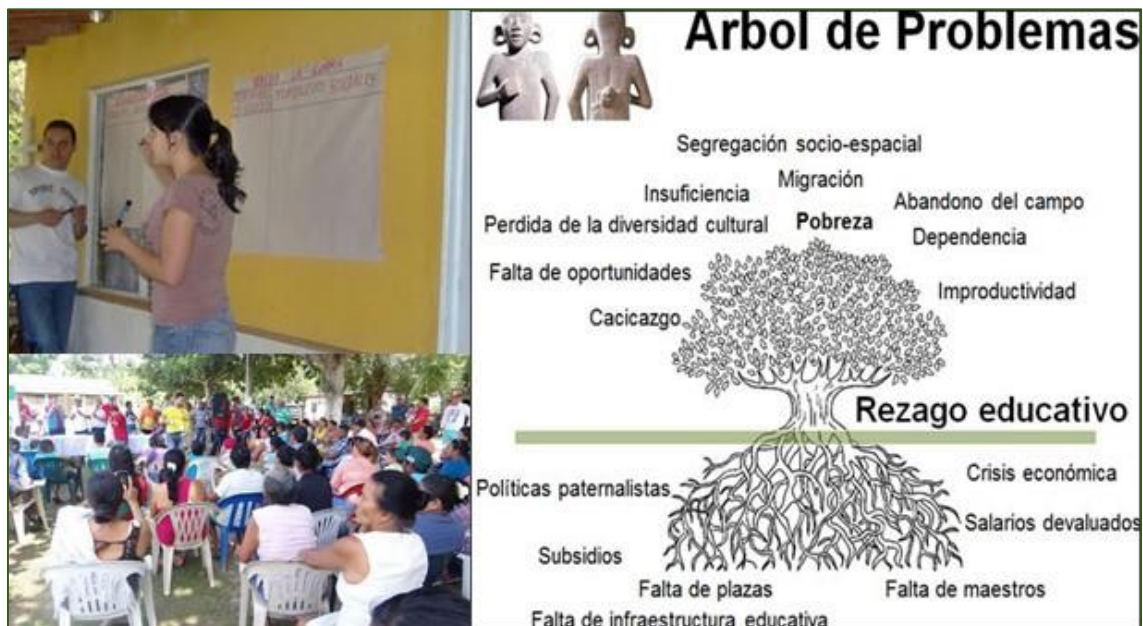 Arbol de Problemas
Segregación socio-espacial
Migración
Insuficiencia
Abandono del campo
Perdida de la diversidad cultural
Pobreza
Dependencia
Falta de oportunidades
Improductividad
Cacicazgo
Rezago educativo
Crisis económica
Políticas paternalistas
Salarios devaluados
Subsidios
Falta de plazas
Falta de maestros
Falta de infraestructura educativa